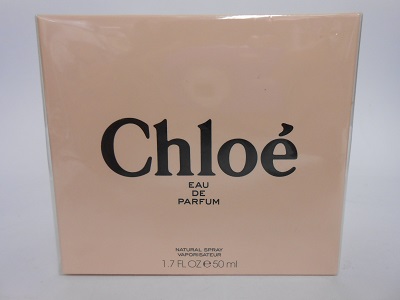 Chloé
EAU
DE
PARFUM
NATURAL SPRAY
VAPORISATEUR
1.7 FL OZ ℮ 50 ml